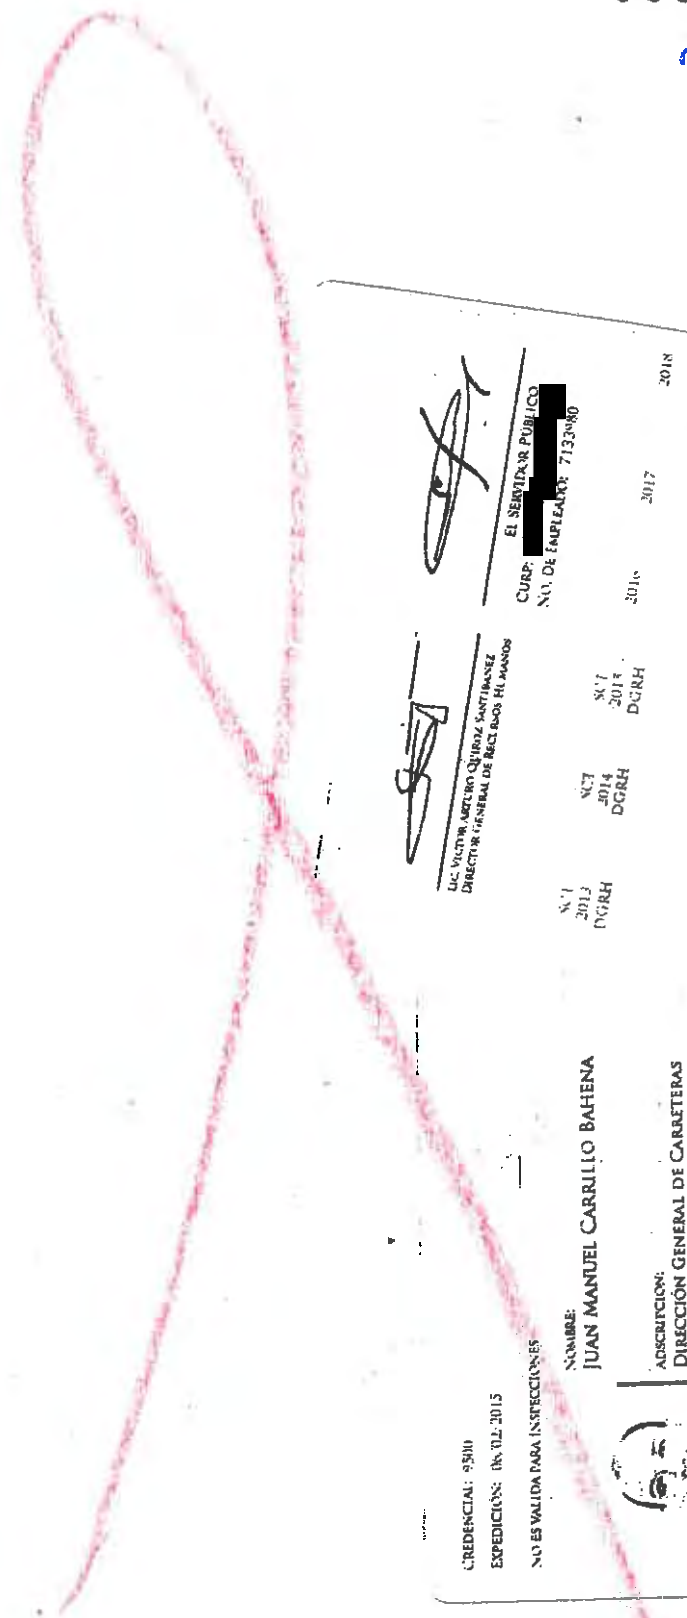 CREDENCIAL: 9500
EXPEDICIÓN: 06/02/2015
NO ES VALIDA PARA INSPECCIONES
NOMBRE:
JUAN MANUEL CARRILLO BAHENA
ADSCRIPCIÓN:
DIRECCIÓN GENERAL DE CARRETERAS
LIC. VICTOR ARTURO QUIROZ SANTIBAÑEZ
DIRECTOR GENERAL DE RECURSOS HUMANOS
EL SERVIDOR PÚBLICO
CURP:
NO. DE EMPLEADO:
SCT
2013
DGRH
SCT
2014
DGRH
SCT
2015
DGRH
2016
2017
2018